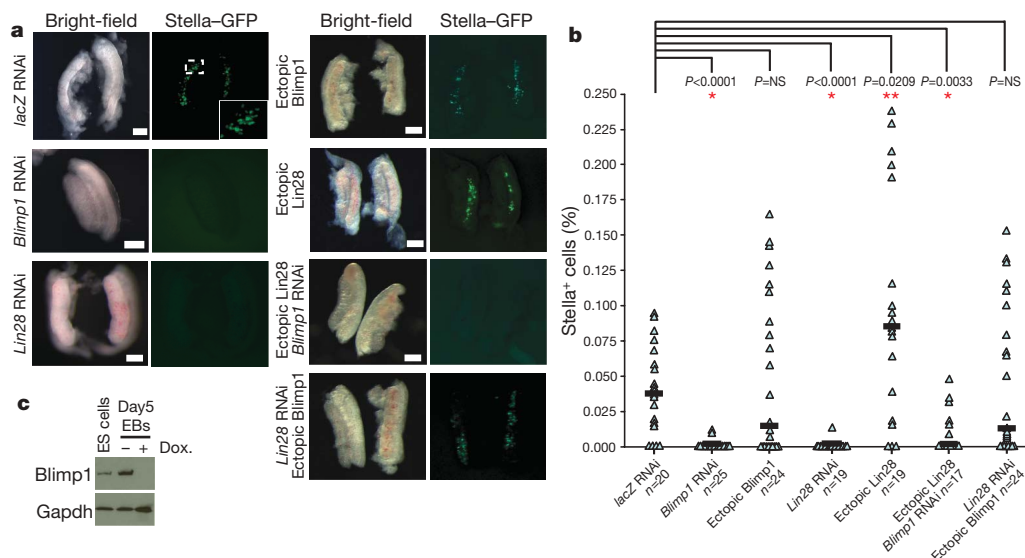 a
Bright-field Stella–GFP Bright-field Stella–GFP
lacZ RNAi
Blimp1 RNAi
Lin28 RNAi
Ectopic
Blimp1
Ectopic
Lin28
Ectopic Lin28
Blimp1 RNAi
Lin28 RNAi
Ectopic Blimp1
b
P<0.0001 P=NS P<0.0001 P=0.0209 P=0.0033 P=NS
* * ** *
Stella+ cells (%)
0.250
0.225
0.200
0.175
0.150
0.125
0.100
0.075
0.050
0.025
0.000
lacZ RNAi
n=20
Blimp1 RNAi
n=25
Ectopic Blimp1
n=24
Lin28 RNAi
n=19
Ectopic Lin28
n=19
Ectopic Lin28
Blimp1 RNAi n=17
Lin28 RNAi
Ectopic Blimp1 n=24
c
ES cells
Day5
EBs
– + Dox.
Blimp1
Gapdh